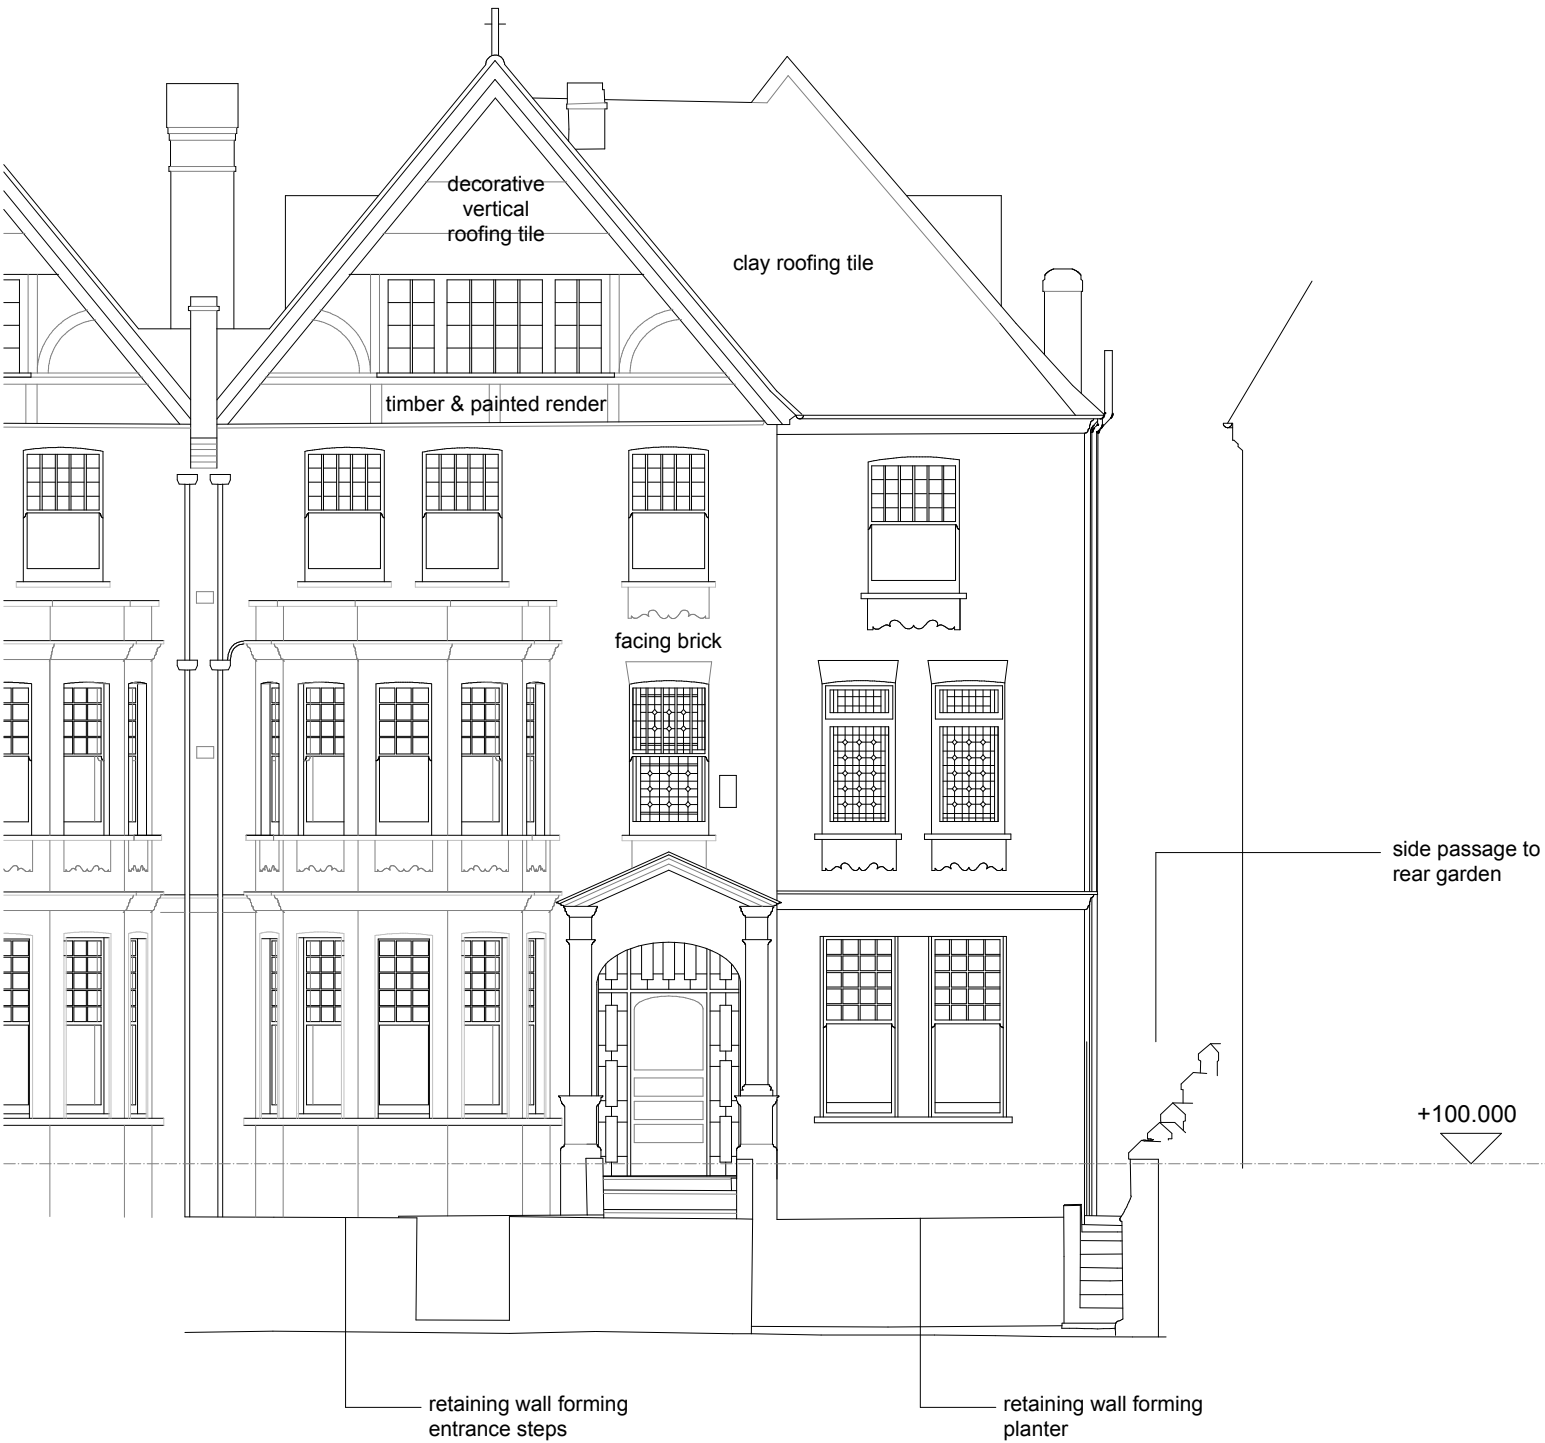 decorative
vertical
roofing tile
clay roofing tile
timber & painted render
facing brick
side passage to
rear garden
+100.000
retaining wall forming
entrance steps
retaining wall forming
planter